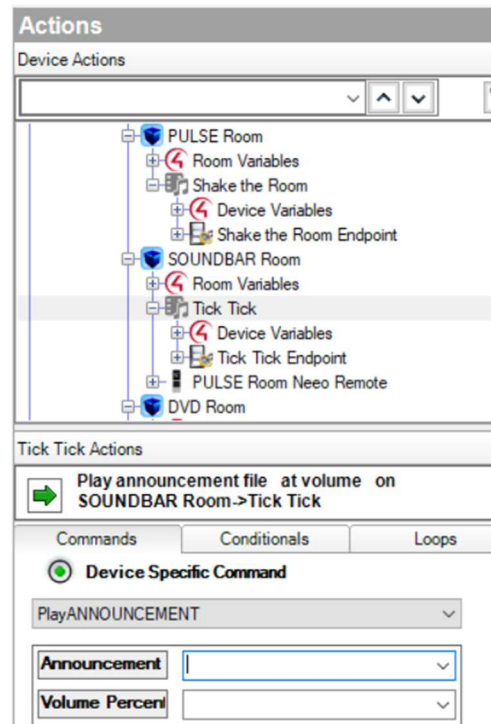 Actions
Device Actions
PULSE Room
Room Variables
Shake the Room
Device Variables
Shake the Room Endpoint
SOUNDBAR Room
Room Variables
Tick Tick
Device Variables
Tick Tick Endpoint
PULSE Room Neeo Remote
DVD Room
Tick Tick Actions
Play announcement file at volume on
SOUNDBAR Room->Tick Tick
Commands Conditionals Loops
Device Specific Command
PlayANNOUNCEMENT
Announcement
Volume Percent